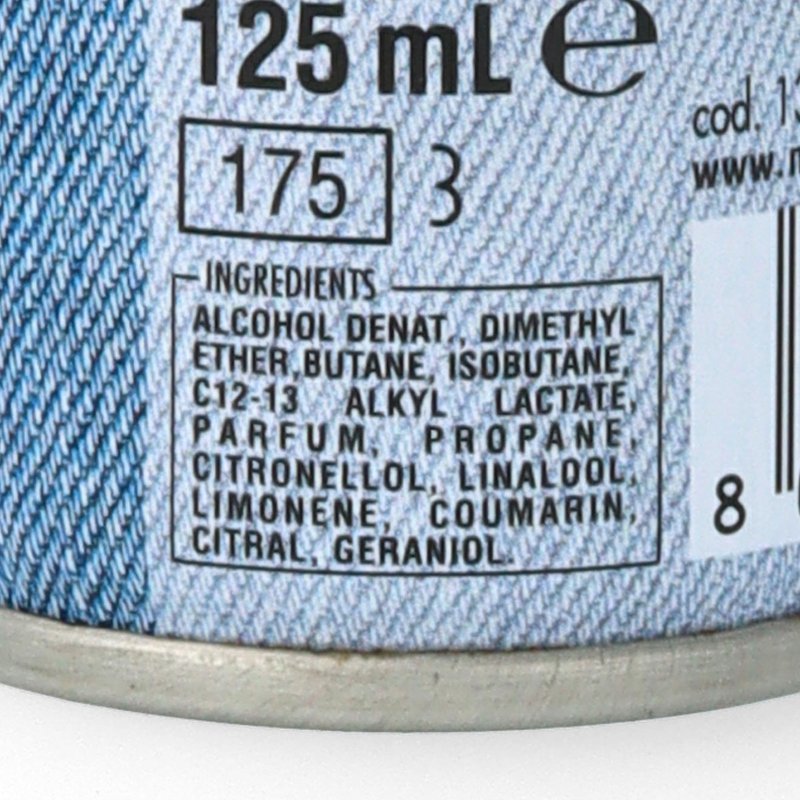 125 mL e
175 3
cod. 13
www.
INGREDIENTS
ALCOHOL DENAT., DIMETHYL
ETHER,BUTANE, ISOBUTANE,
C12-13 ALKYL LACTATE,
PARFUM, PROPANE,
CITRONELLOL, LINALOOL,
LIMONENE, COUMARIN,
CITRAL, GERANIOL.
8